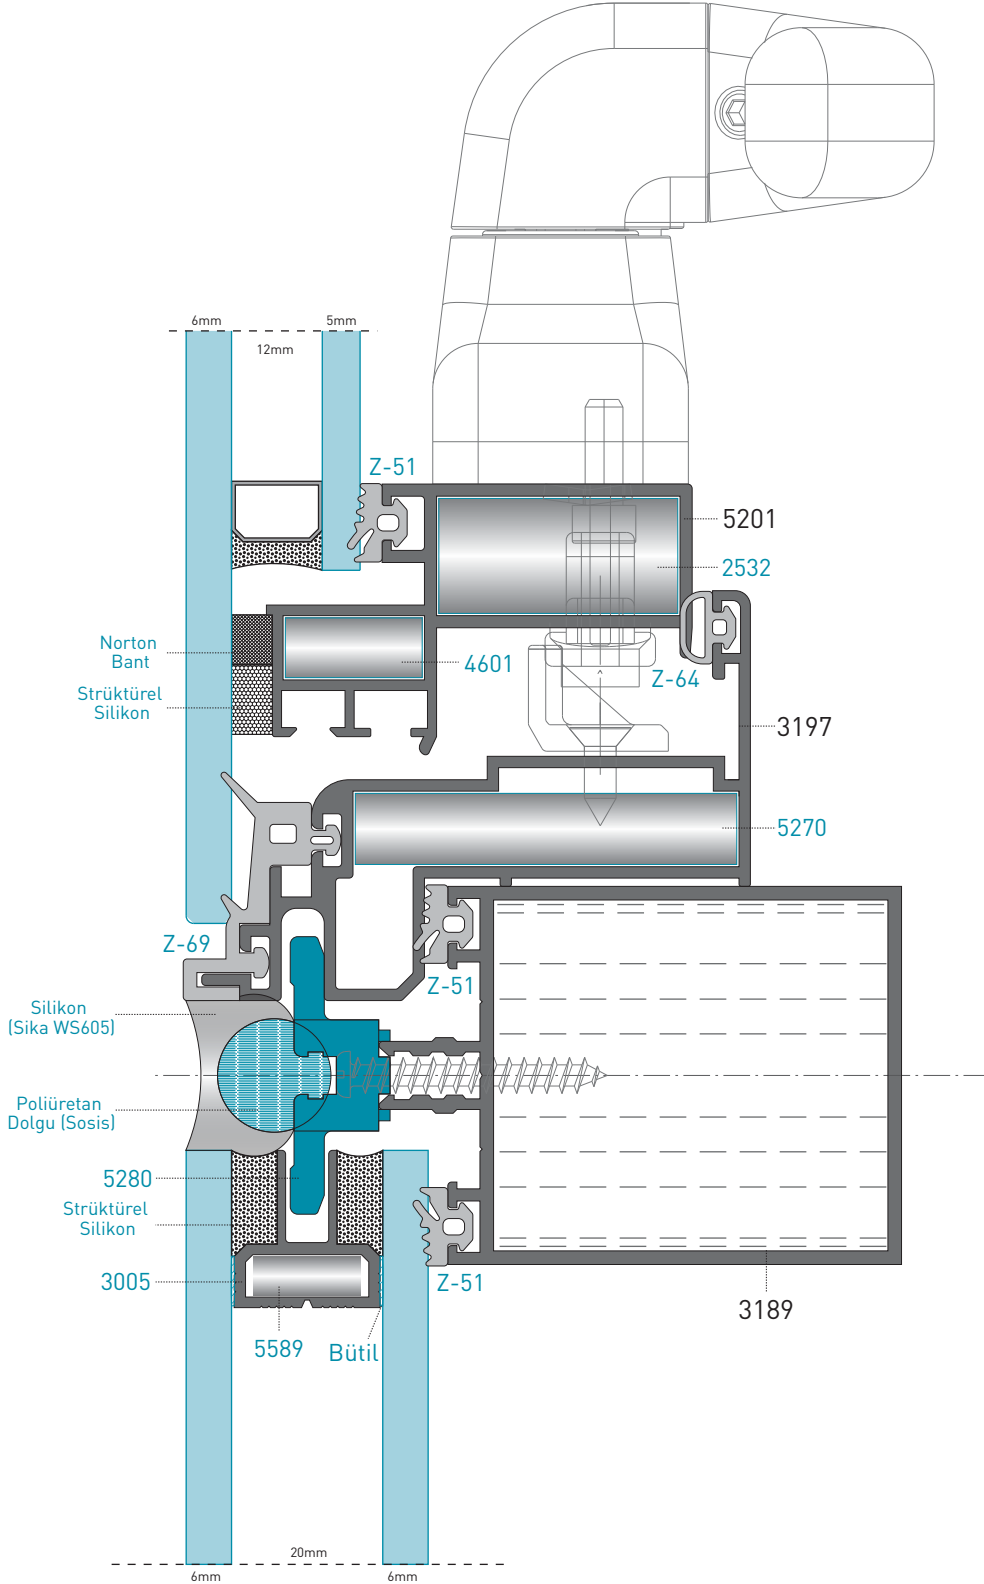 6mm
5mm
12mm
Z-51
5201
2532
Norton
Bant
4601
Z-64
Strüktürel
Silikon
3197
5270
Z-69
Z-51
Silikon
(Sika WS605)
Poliüretan
Dolgu (Sosis)
5280
Strüktürel
Silikon
3005
Z-51
3189
5589
Bütil
20mm
6mm
6mm